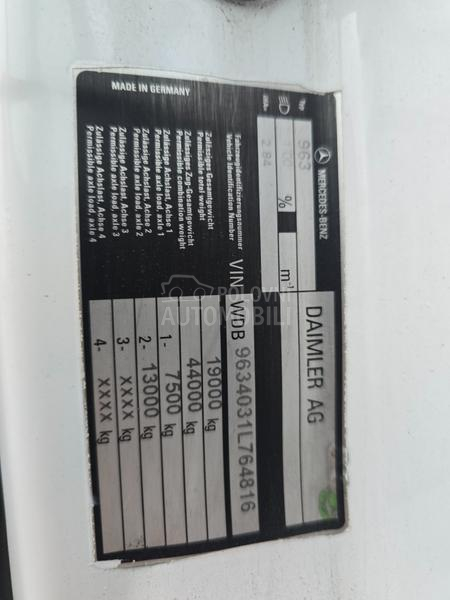 MERCEDES-BENZ
DAIMLER AG
Typ 963
% m⁻¹
2.84
Fahrzeugidentifizierungsnummer
Vehicle Identification Number
VIN WDB 9634031L764816
Zulässiges Gesamtgewicht
Permissible total weight
19000 kg
Zulässiges Zug-Gesamtgewicht
Permissible combination weight
44000 kg
Zulässige Achslast, Achse 1
Permissible axle load, axle 1
1- 7500 kg
Zulässige Achslast, Achse 2
Permissible axle load, axle 2
2- 13000 kg
Zulässige Achslast, Achse 3
Permissible axle load, axle 3
3- XXXX kg
Zulässige Achslast, Achse 4
Permissible axle load, axle 4
4- XXXX kg
MADE IN GERMANY
POLOVNI
AUTOMOBILI